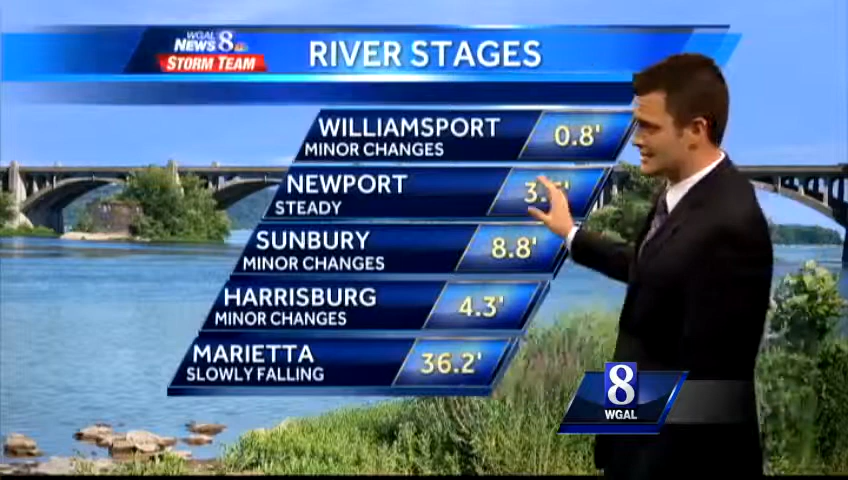 WGAL
NEWS 8
STORM TEAM
RIVER STAGES
WILLIAMSPORT 0.8'
MINOR CHANGES
NEWPORT
STEADY
SUNBURY 8.8'
MINOR CHANGES
HARRISBURG 4.3'
MINOR CHANGES
MARIETTA 36.2'
SLOWLY FALLING
8
WGAL